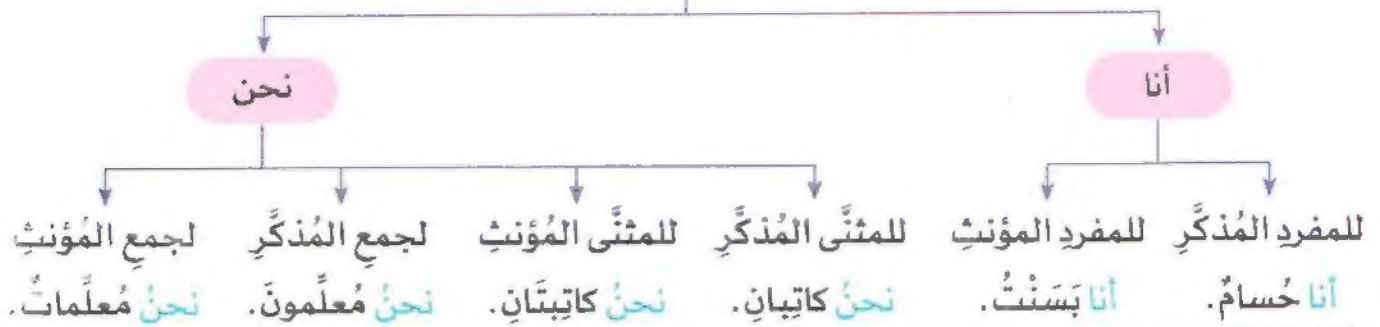 أنا نحن
للمفردِ المُذكَّرِ للمفردِ المؤنثِ للمثنَّى المُذكَّرِ للمثنَّى المُؤنثِ لجمعِ المُذكَّرِ لجمعِ المُؤنثِ
أنا حُسامٌ. أنا بَسَنْتُ. نحنُ كاتِبانِ. نحنُ كاتِبتَانِ. نحنُ مُعلِّمونَ. نحنُ مُعلِّماتٌ.